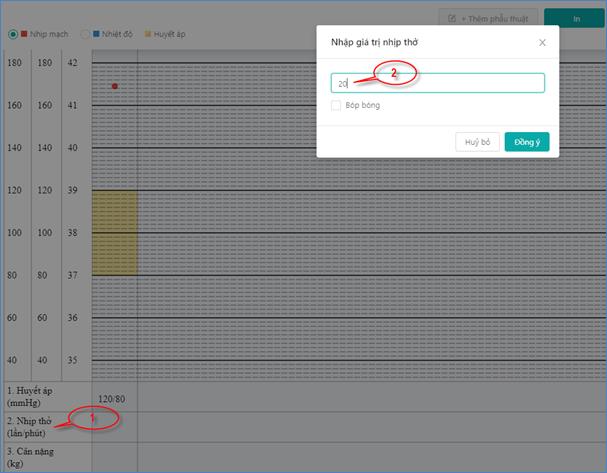 + Thêm phẫu thuật
In
Nhịp mạch
Nhiệt độ
Huyết áp
Nhập giá trị nhịp thở
20
2
Bóp bóng
Huỷ bỏ
Đồng ý
180 180 42
160 160 41
140 140 40
120 120 39
100 100 38
80 80 37
60 60 36
40 40 35
1. Huyết áp
(mmHg)
120/80
2. Nhịp thở
(lần/phút)
1
3. Cân nặng
(kg)